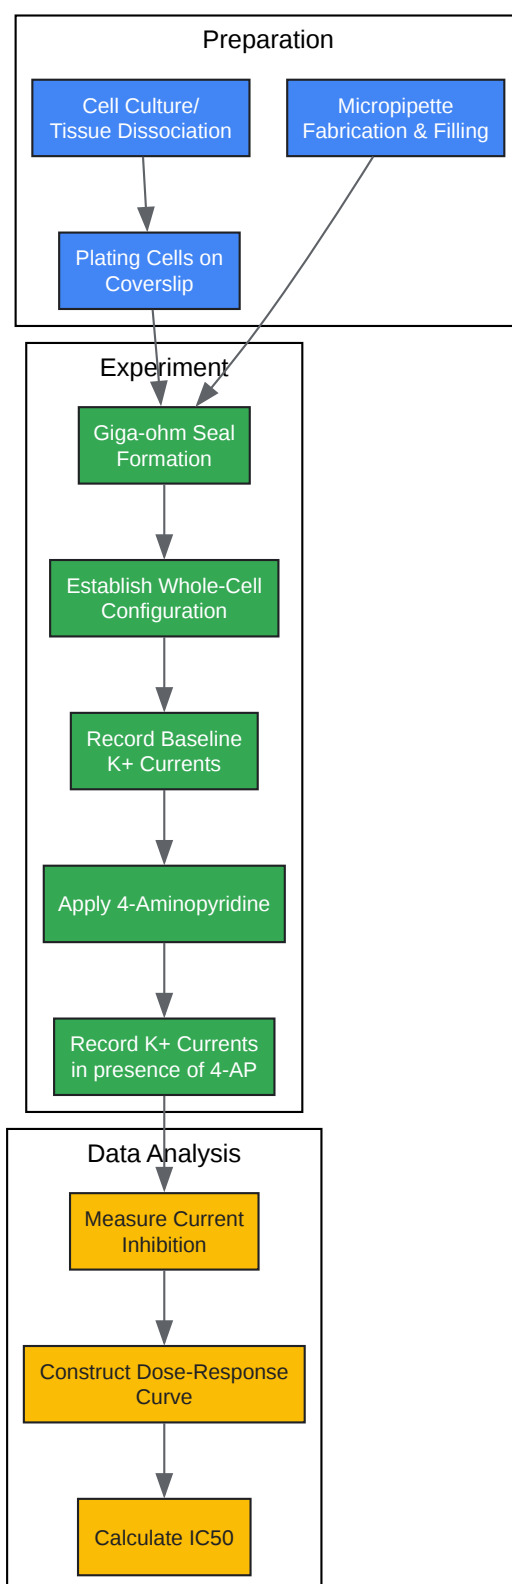 Preparation
Cell Culture/
Tissue Dissociation
Micropipette
Fabrication & Filling
Plating Cells on
Coverslip
Experiment
Giga-ohm Seal
Formation
Establish Whole-Cell
Configuration
Record Baseline
K+ Currents
Apply 4-Aminopyridine
Record K+ Currents
in presence of 4-AP
Data Analysis
Measure Current
Inhibition
Construct Dose-Response
Curve
Calculate IC50